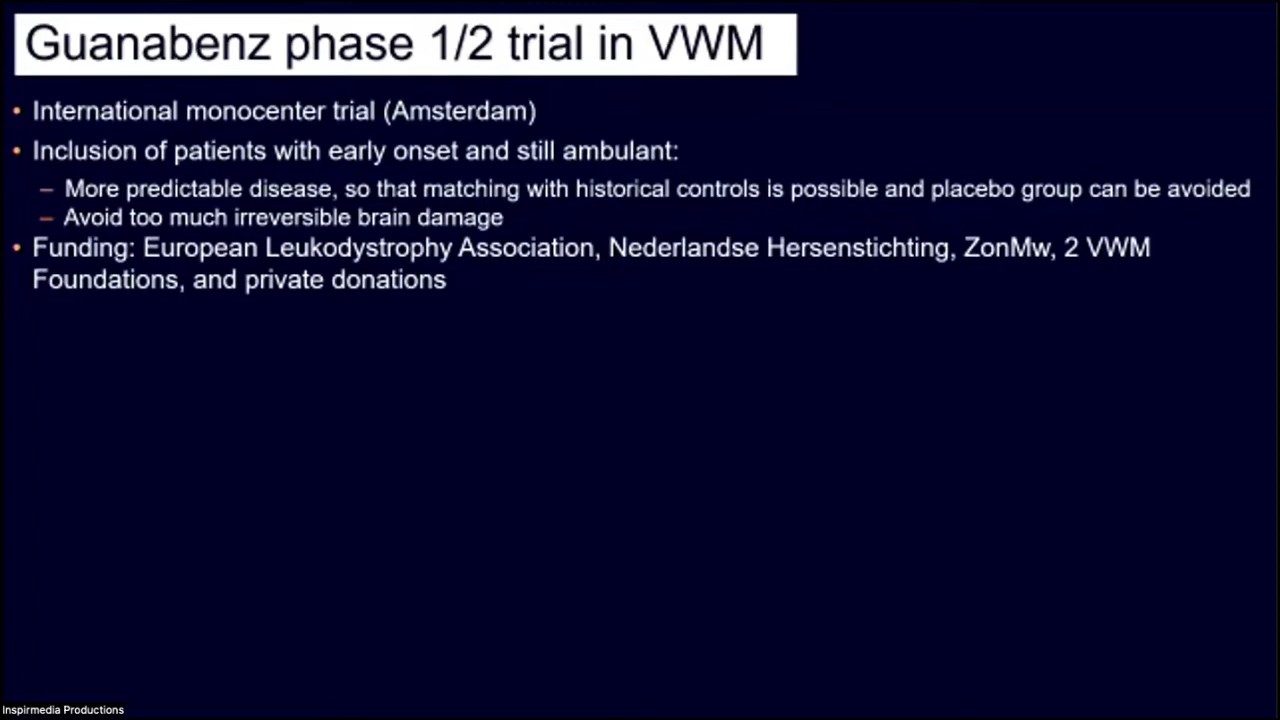 Guanabenz phase 1/2 trial in VWM
• International monocenter trial (Amsterdam)
• Inclusion of patients with early onset and still ambulant:
– More predictable disease, so that matching with historical controls is possible and placebo group can be avoided
– Avoid too much irreversible brain damage
• Funding: European Leukodystrophy Association, Nederlandse Hersenstichting, ZonMw, 2 VWM
Foundations, and private donations
Inspirmedia Productions